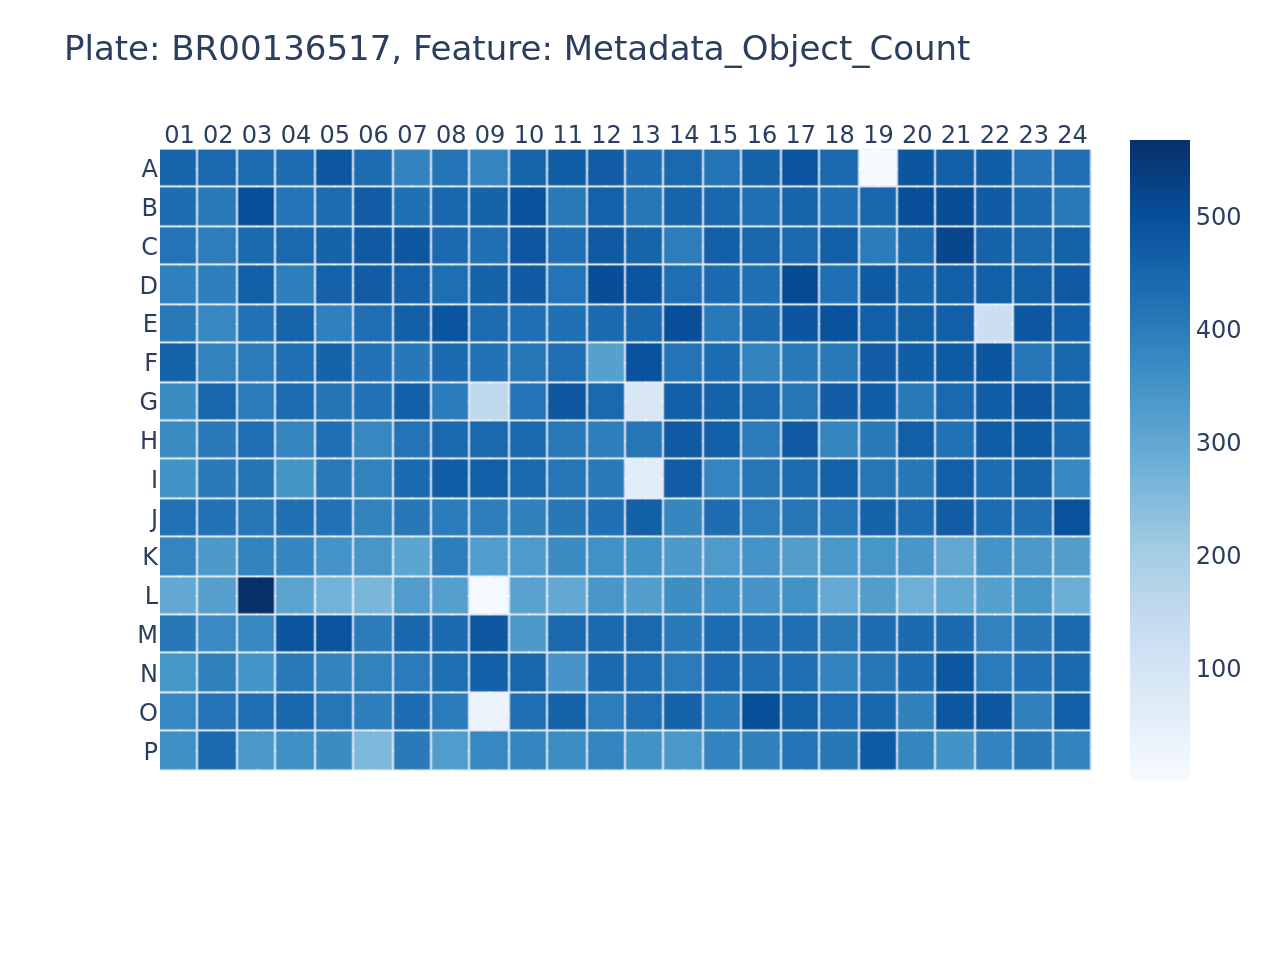 Plate: BR00136517, Feature: Metadata_Object_Count
01 02 03 04 05 06 07 08 09 10 11 12 13 14 15 16 17 18 19 20 21 22 23 24
A
B
C
D
E
F
G
H
I
J
K
L
M
N
O
P
500
400
300
200
100